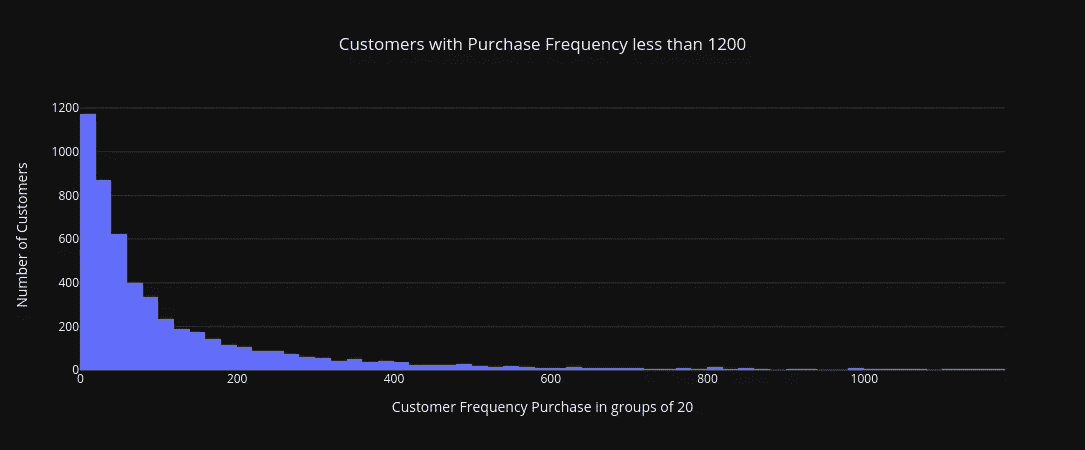 Customers with Purchase Frequency less than 1200
1200
1000
800
600
400
200
0
Number of Customers
0 200 400 600 800 1000
Customer Frequency Purchase in groups of 20